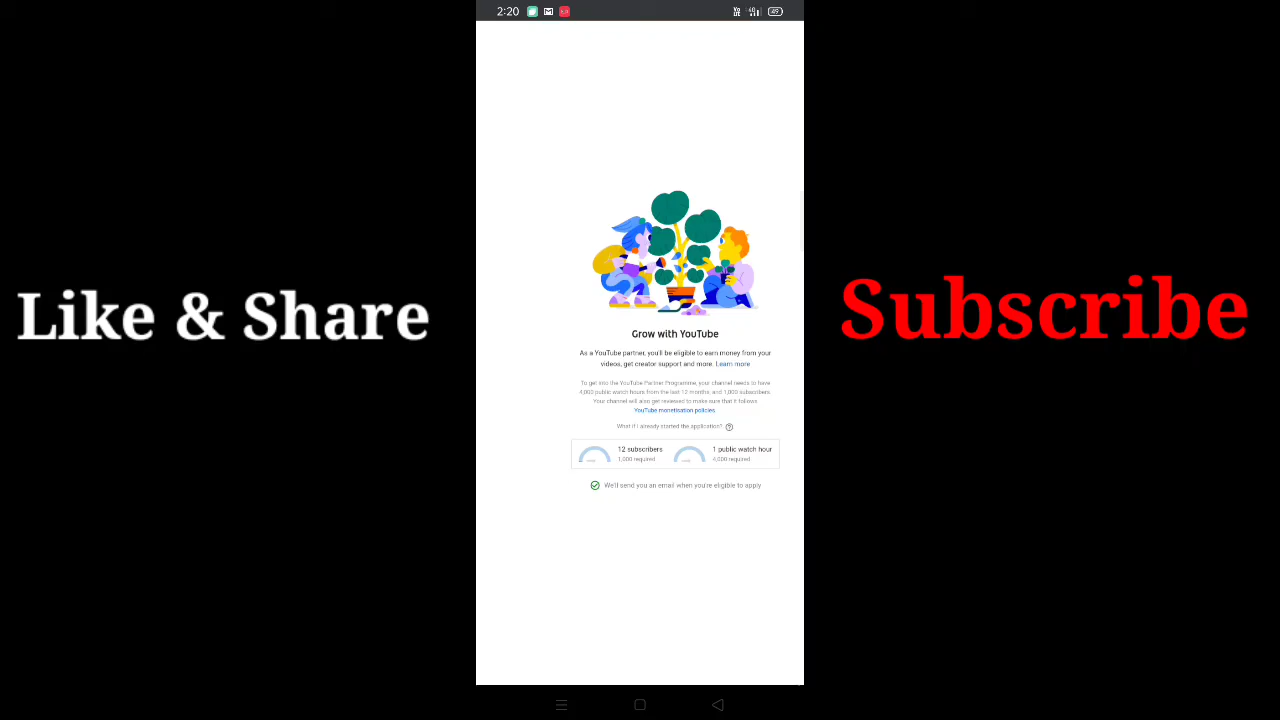 2:20
49
Like & Share
Subscribe
Grow with YouTube
As a YouTube partner, you'll be eligible to earn money from your
videos, get creator support and more. Learn more
To get into the YouTube Partner Programme, your channel needs to have
4,000 public watch hours from the last 12 months, and 1,000 subscribers.
Your channel will also get reviewed to make sure that it follows
YouTube monetisation policies
What if I already started the application?
12 subscribers
1,000 required
1 public watch hour
4,000 required
We'll send you an email when you're eligible to apply